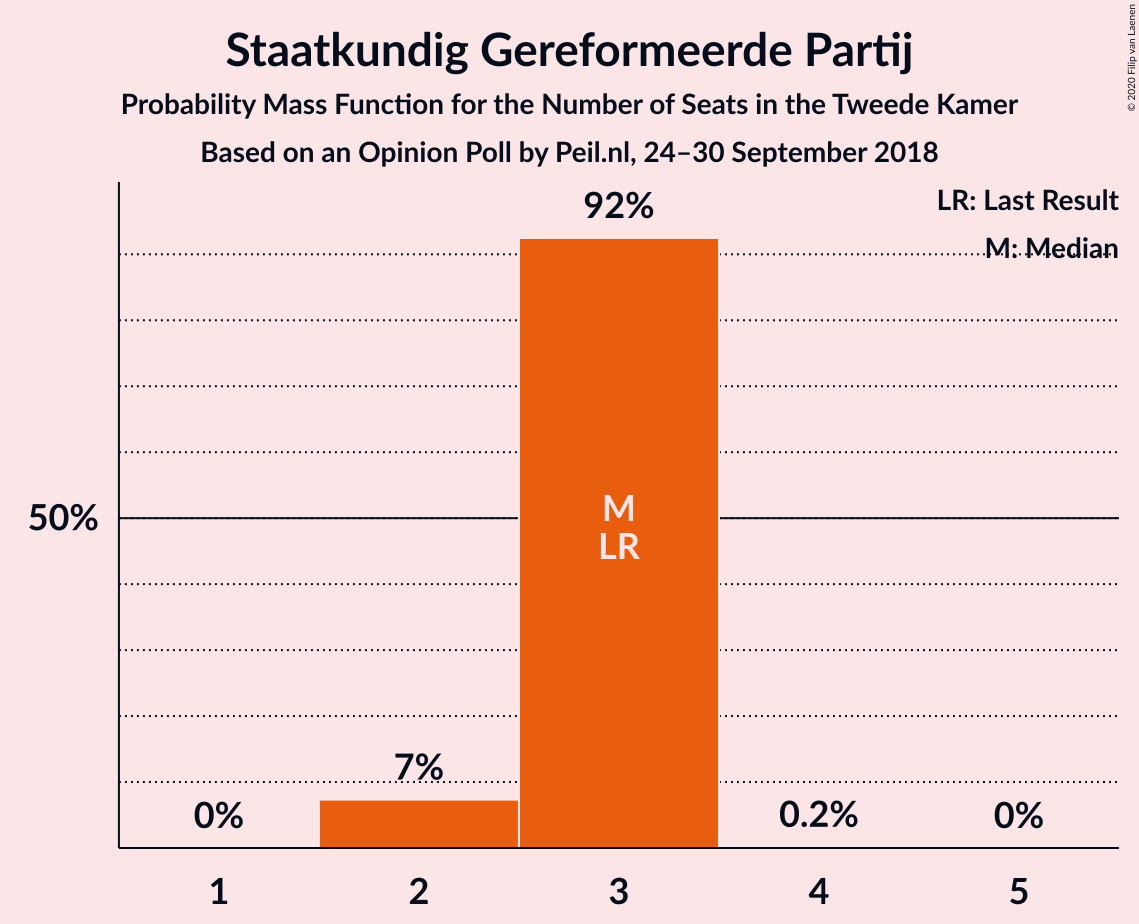 Staatkundig Gereformeerde Partij
Probability Mass Function for the Number of Seats in the Tweede Kamer
Based on an Opinion Poll by Peil.nl, 24–30 September 2018
© 2020 Filip van Laenen
LR: Last Result
M: Median
92%
50%
M
LR
7%
0%
0.2%
0%
1
2
3
4
5